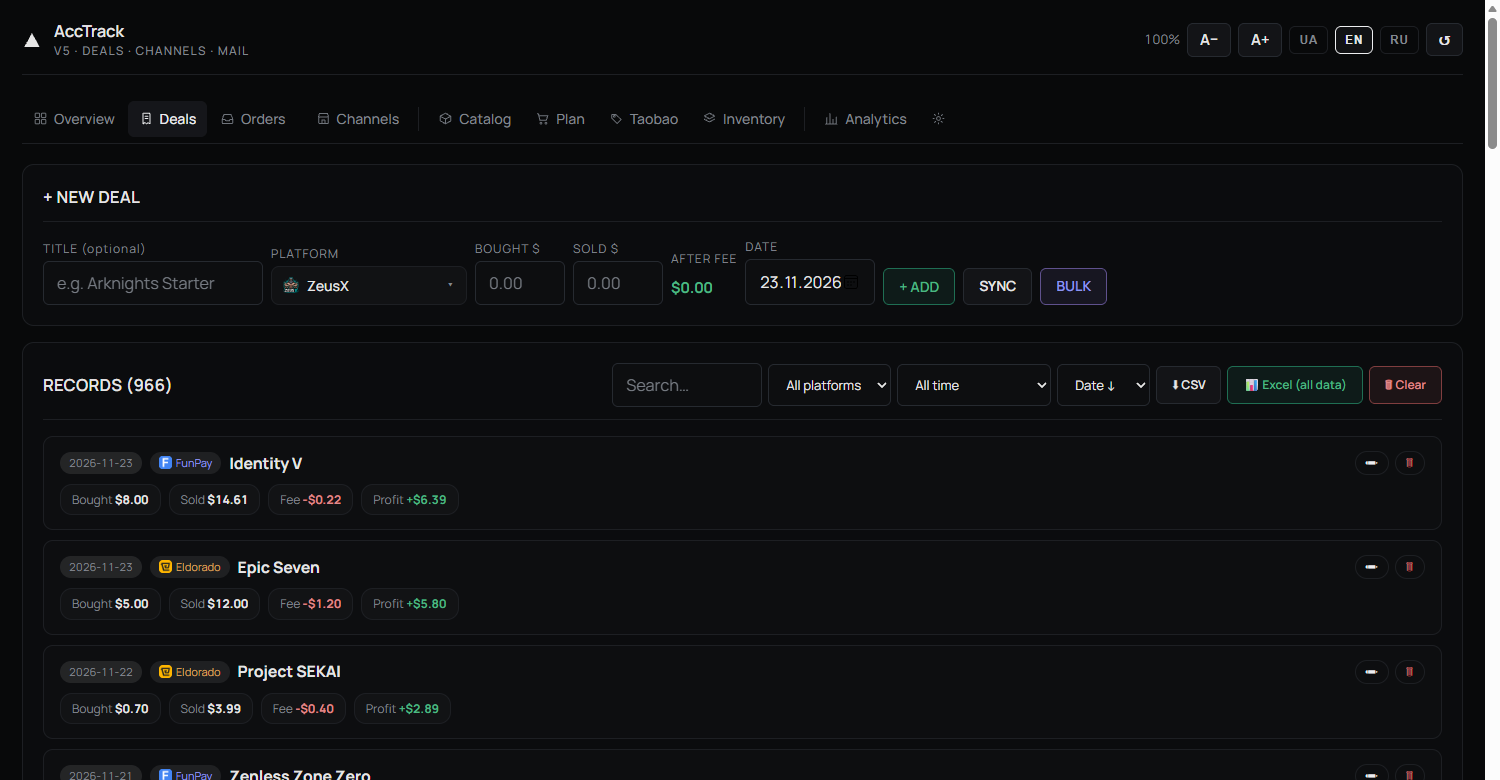 AccTrack
V5 · DEALS · CHANNELS · MAIL
100% A− A+ UA EN RU ↺
Overview Deals Orders Channels Catalog Plan Taobao Inventory Analytics
+ NEW DEAL
TITLE (optional) PLATFORM BOUGHT $ SOLD $ AFTER FEE DATE
e.g. Arknights Starter ZeusX 0.00 0.00 $0.00 23.11.2026 + ADD SYNC BULK
RECORDS (966) Search... All platforms All time Date ↓ ⬇ CSV Excel (all data) Clear
2026-11-23 FunPay Identity V
Bought $8.00 Sold $14.61 Fee -$0.22 Profit +$6.39
2026-11-23 Eldorado Epic Seven
Bought $5.00 Sold $12.00 Fee -$1.20 Profit +$5.80
2026-11-22 Eldorado Project SEKAI
Bought $0.70 Sold $3.99 Fee -$0.40 Profit +$2.89
2026-11-21 FunPay Zenless Zone Zero